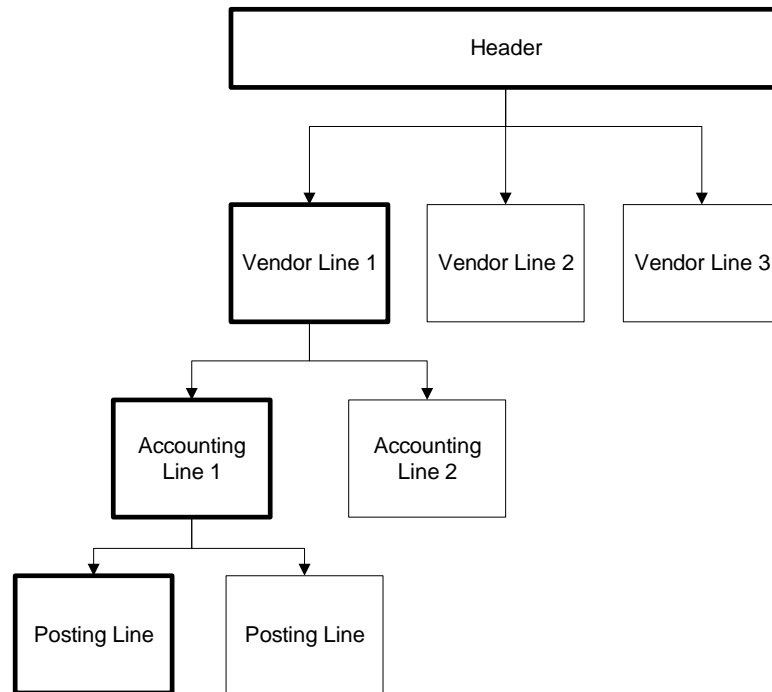 Header
Vendor Line 1
Vendor Line 2
Vendor Line 3
Accounting
Line 1
Accounting
Line 2
Posting Line
Posting Line